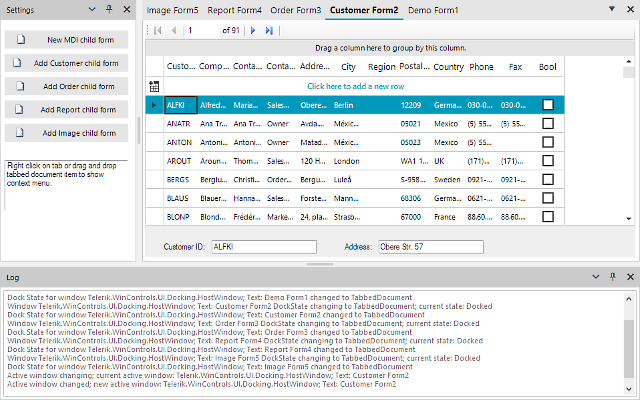 Settings
New MDI child form
Add Customer child form
Add Order child form
Add Report child form
Add Image child form
Right click on tab or drag and drop
tabbed document item to show
context menu.
Image Form5 Report Form4 Order Form3 Customer Form2 Demo Form1
1 of 91
Drag a column here to group by this column.
Custo... Comp... Conta... Conta... Addre... City Region Postal... Country Phone Fax Bool
Click here to add a new row
ALFKI Alfred... Maria... Sales... Obere... Berlin 12209 Germa... 030-0... 030-0...
ANATR Ana Tr... Ana Tr... Owner Avda.... Méxic... 05021 Mexico (5) 55... (5) 55...
ANTON Antoni... Antoni... Owner Matad... Méxic... 05023 Mexico (5) 55...
AROUT Aroun... Thom... Sales... 120 H... London WA1 1... UK (171)... (171)...
BERGS Berglu... Christi... Order... Bergu... Luleå S-958... Sweden 0921-... 0921-...
BLAUS Blauer... Hanna... Sales... Forste... Mann... 68306 Germa... 0621-... 0621-...
BLONP Blond... Frédér... Marke... 24, pla... Strasb... 67000 France 88.60... 88.60...
Customer ID: ALFKI Address: Obere Str. 57
Log
Dock State for window Telerik.WinControls.UI.Docking.HostWindow; Text: Demo Form1 changed to TabbedDocument
Window Telerik.WinControls.UI.Docking.HostWindow; Text: Customer Form2 DockState changing to TabbedDocument; current state: Docked
Dock State for window Telerik.WinControls.UI.Docking.HostWindow; Text: Customer Form2 changed to TabbedDocument
Window Telerik.WinControls.UI.Docking.HostWindow; Text: Order Form3 DockState changing to TabbedDocument; current state: Docked
Dock State for window Telerik.WinControls.UI.Docking.HostWindow; Text: Order Form3 changed to TabbedDocument
Window Telerik.WinControls.UI.Docking.HostWindow; Text: Report Form4 DockState changing to TabbedDocument; current state: Docked
Dock State for window Telerik.WinControls.UI.Docking.HostWindow; Text: Report Form4 changed to TabbedDocument
Window Telerik.WinControls.UI.Docking.HostWindow; Text: Image Form5 DockState changing to TabbedDocument; current state: Docked
Dock State for window Telerik.WinControls.UI.Docking.HostWindow; Text: Image Form5 changed to TabbedDocument
Active window changing; current active window: Telerik.WinControls.UI.Docking.HostWindow; Text: Customer Form2
Active window changed; new active window: Telerik.WinControls.UI.Docking.HostWindow; Text: Customer Form2